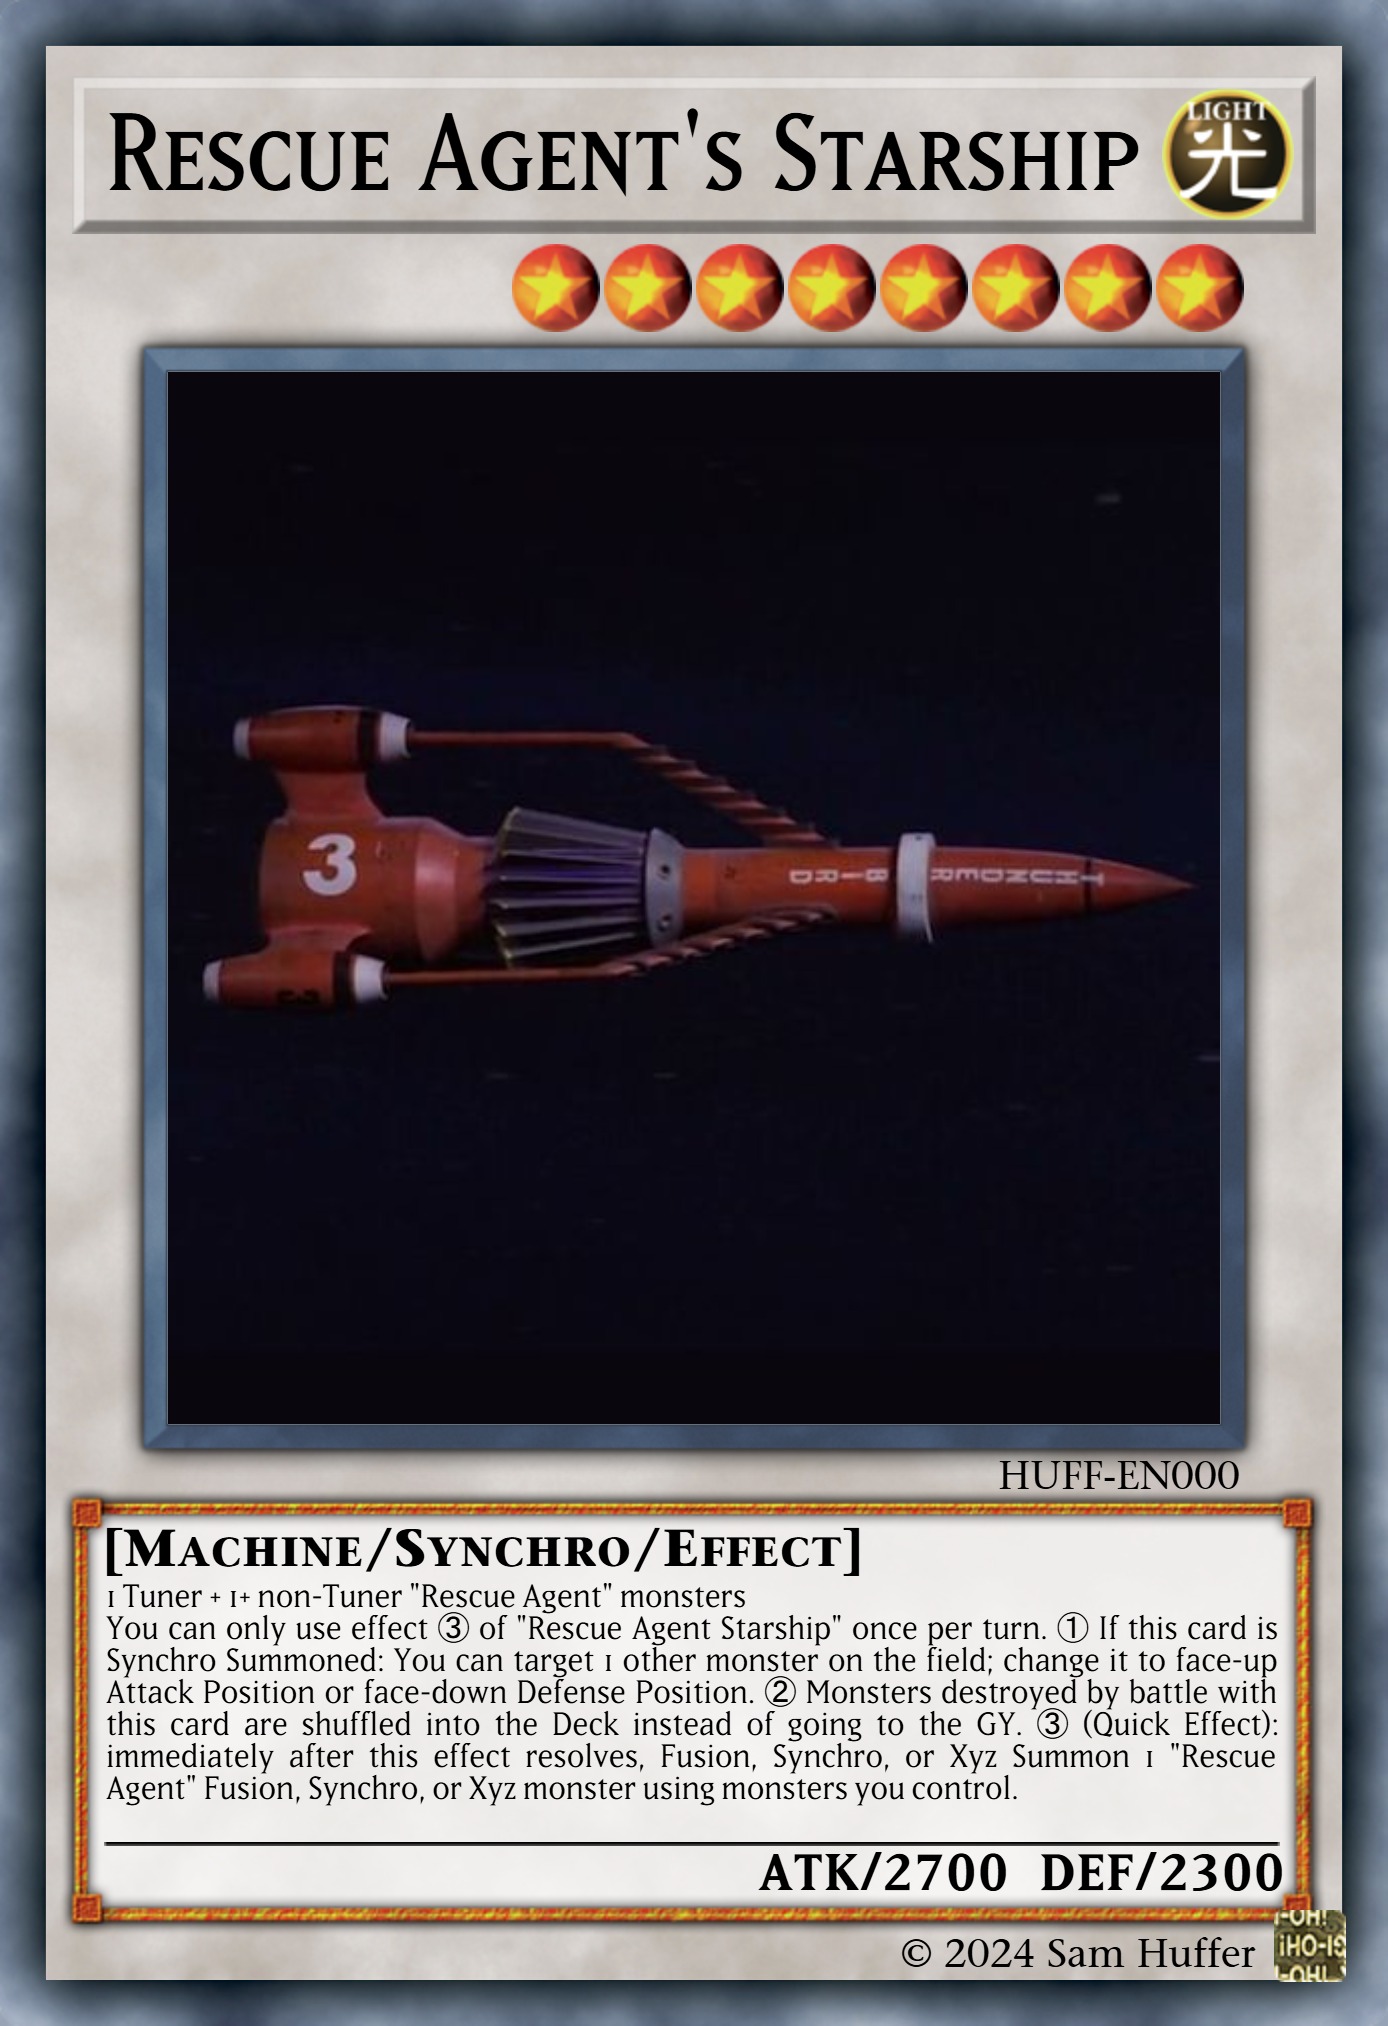 Rescue Agent's Starship
LIGHT
光
3
THUNDERBIRD
3
HUFF-EN000
[Machine/Synchro/Effect]
1 Tuner + 1+ non-Tuner "Rescue Agent" monsters
You can only use effect ③ of "Rescue Agent Starship" once per turn. ① If this card is
Synchro Summoned: You can target 1 other monster on the field; change it to face-up
Attack Position or face-down Defense Position. ② Monsters destroyed by battle with
this card are shuffled into the Deck instead of going to the GY. ③ (Quick Effect):
immediately after this effect resolves, Fusion, Synchro, or Xyz Summon 1 "Rescue
Agent" Fusion, Synchro, or Xyz monster using monsters you control.
ATK/2700 DEF/2300
© 2024 Sam Huffer